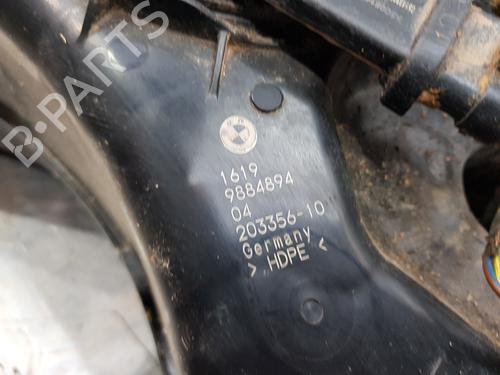 B-PARTS
1619
9884894
04
203356-10
Germany
> HDPE <